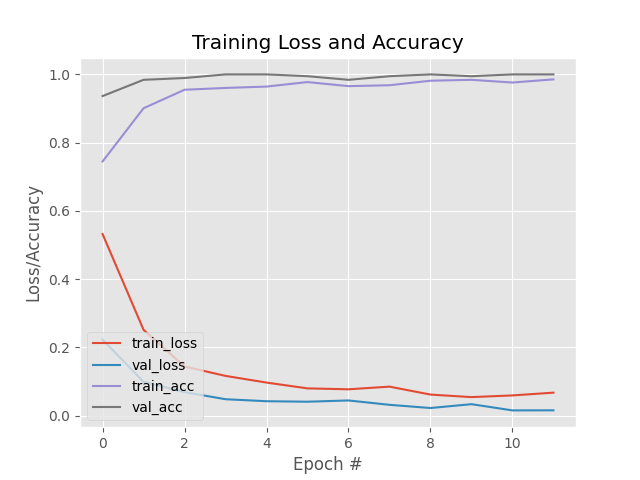 Training Loss and Accuracy
1.0
0.8
0.6
0.4
0.2
0.0
Loss/Accuracy
train_loss
val_loss
train_acc
val_acc
0 2 4 6 8 10
Epoch #